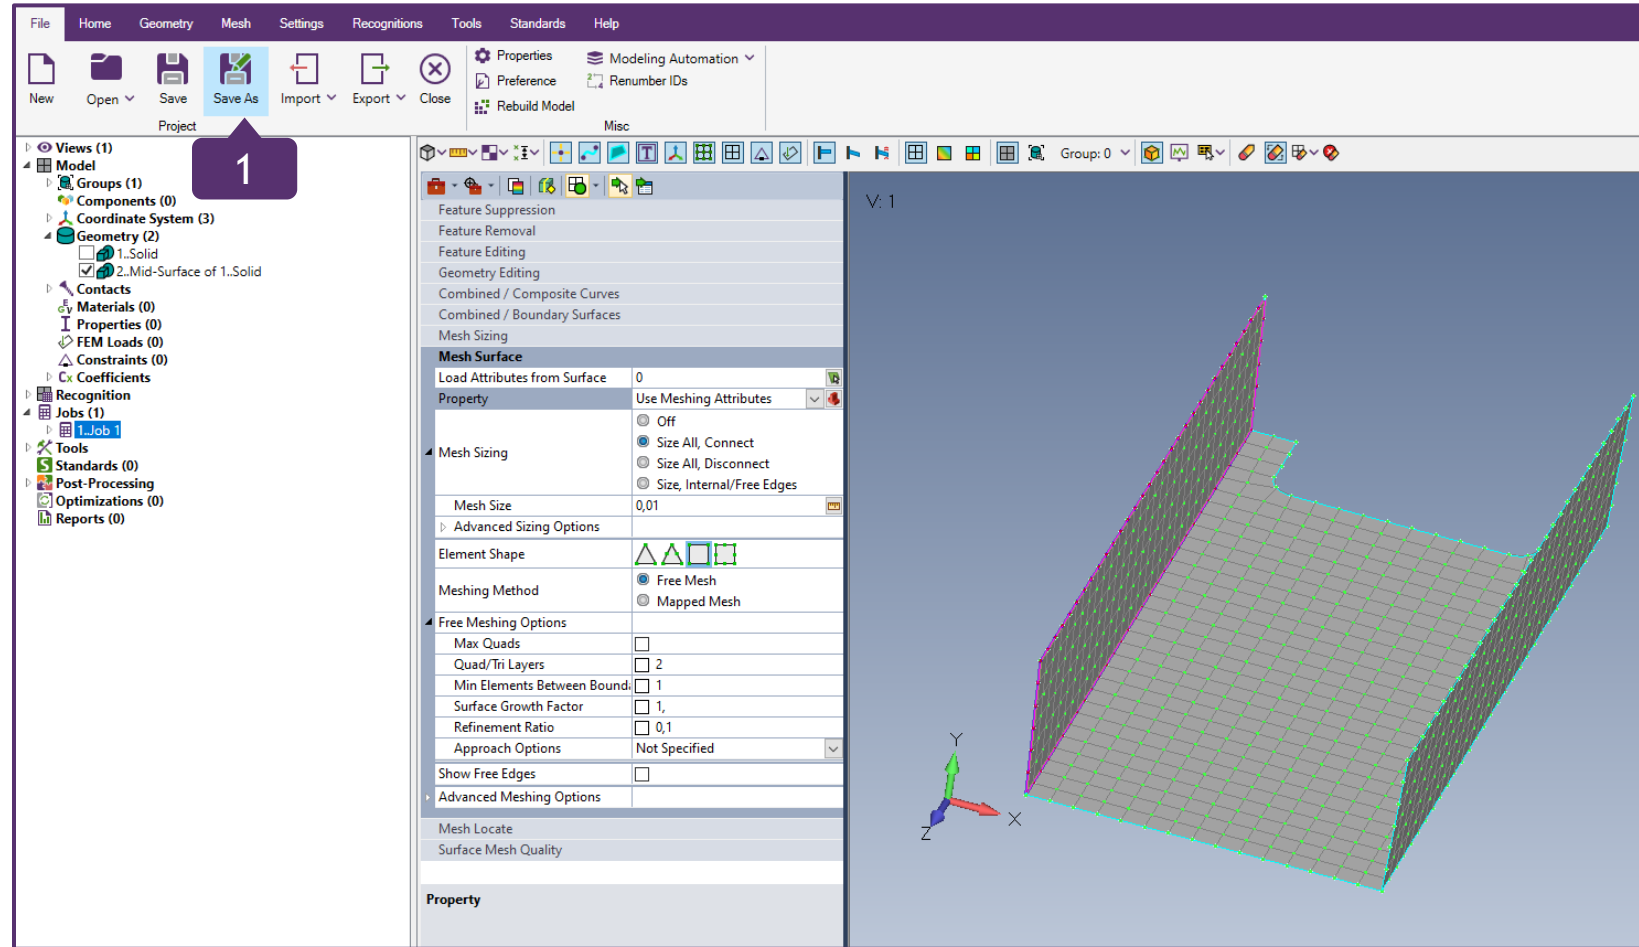 File Home Geometry Mesh Settings Recognitions Tools Standards Help
New Open Save Save As Import Export Close
Properties
Preference
Rebuild Model
Modeling Automation
Renumber IDs
Project
Misc
1
Views (1)
Model
Groups (1)
Components (0)
Coordinate System (3)
Geometry (2)
1..Solid
2..Mid-Surface of 1..Solid
Contacts
Materials (0)
Properties (0)
FEM Loads (0)
Constraints (0)
Coefficients
Recognition
Jobs (1)
1..Job 1
Tools
Standards (0)
Post-Processing
Optimizations (0)
Reports (0)
Group: 0
Feature Suppression
Feature Removal
Feature Editing
Geometry Editing
Combined / Composite Curves
Combined / Boundary Surfaces
Mesh Sizing
Mesh Surface
Load Attributes from Surface 0
Property Use Meshing Attributes
Mesh Sizing
Off
Size All, Connect
Size All, Disconnect
Size, Internal/Free Edges
Mesh Size 0,01
Advanced Sizing Options
Element Shape
Meshing Method
Free Mesh
Mapped Mesh
Free Meshing Options
Max Quads
Quad/Tri Layers 2
Min Elements Between Bound 1
Surface Growth Factor 1,
Refinement Ratio 0,1
Approach Options Not Specified
Show Free Edges
Advanced Meshing Options
Mesh Locate
Surface Mesh Quality
Property
V: 1
Y
X
Z